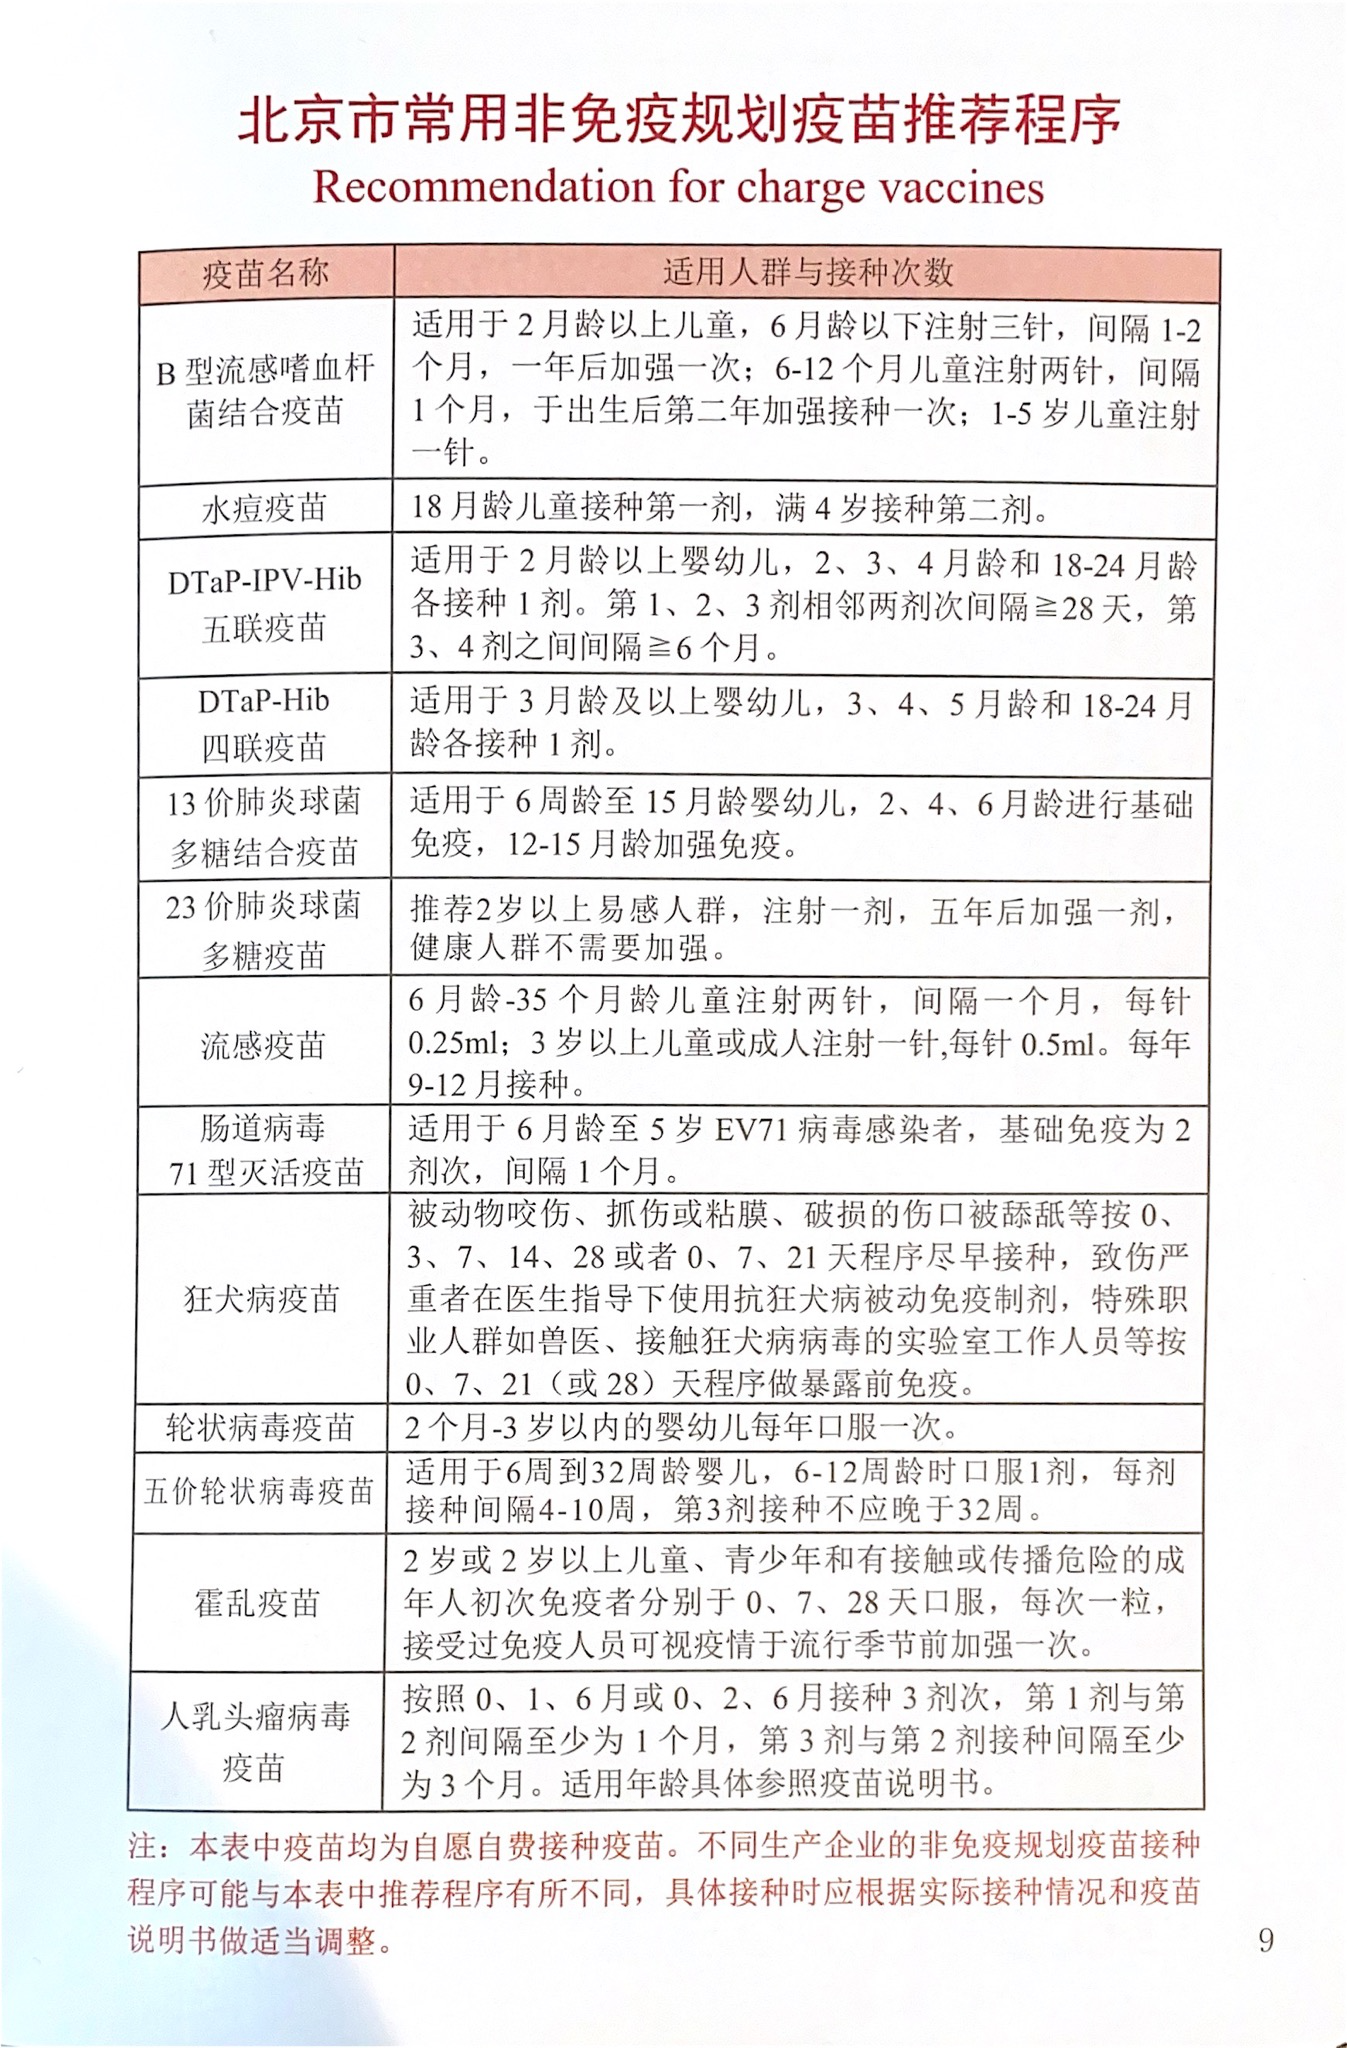 北京市常用非免疫规划疫苗推荐程序
Recommendation for charge vaccines
疫苗名称
适用人群与接种次数
B 型流感嗜血杆
菌结合疫苗
适用于 2 月龄以上儿童，6 月龄以下注射三针，间隔 1-2
个月，一年后加强一次；6-12 个月儿童注射两针，间隔
1 个月，于出生后第二年加强接种一次；1-5 岁儿童注射
一针。
水痘疫苗
18 月龄儿童接种第一剂，满 4 岁接种第二剂。
DTaP-IPV-Hib
五联疫苗
适用于 2 月龄以上婴幼儿，2、3、4 月龄和 18-24 月龄
各接种 1 剂。第 1、2、3 剂相邻两剂次间隔≧28 天，第
3、4 剂之间间隔≧6 个月。
DTaP-Hib
四联疫苗
适用于 3 月龄及以上婴幼儿，3、4、5 月龄和 18-24 月
龄各接种 1 剂。
13 价肺炎球菌
多糖结合疫苗
适用于 6 周龄至 15 月龄婴幼儿，2、4、6 月龄进行基础
免疫，12-15 月龄加强免疫。
23 价肺炎球菌
多糖疫苗
推荐2岁以上易感人群，注射一剂，五年后加强一剂，
健康人群不需要加强。
流感疫苗
6 月龄-35 个月龄儿童注射两针，间隔一个月，每针
0.25ml；3 岁以上儿童或成人注射一针,每针 0.5ml。每年
9-12 月接种。
肠道病毒
71 型灭活疫苗
适用于 6 月龄至 5 岁 EV71 病毒感染者，基础免疫为 2
剂次，间隔 1 个月。
狂犬病疫苗
被动物咬伤、抓伤或粘膜、破损的伤口被舔舐等按 0、
3、7、14、28 或者 0、7、21 天程序尽早接种，致伤严
重者在医生指导下使用抗狂犬病被动免疫制剂，特殊职
业人群如兽医、接触狂犬病病毒的实验室工作人员等按
0、7、21（或 28）天程序做暴露前免疫。
轮状病毒疫苗
2 个月-3 岁以内的婴幼儿每年口服一次。
五价轮状病毒疫苗
适用于6周到32周龄婴儿，6-12周龄时口服1剂，每剂
接种间隔4-10周，第3剂接种不应晚于32周。
霍乱疫苗
2 岁或 2 岁以上儿童、青少年和有接触或传播危险的成
年人初次免疫者分别于 0、7、28 天口服，每次一粒，
接受过免疫人员可视疫情于流行季节前加强一次。
人乳头瘤病毒
疫苗
按照 0、1、6 月或 0、2、6 月接种 3 剂次，第 1 剂与第
2 剂间隔至少为 1 个月，第 3 剂与第 2 剂接种间隔至少
为 3 个月。适用年龄具体参照疫苗说明书。
注：本表中疫苗均为自愿自费接种疫苗。不同生产企业的非免疫规划疫苗接种
程序可能与本表中推荐程序有所不同，具体接种时应根据实际接种情况和疫苗
说明书做适当调整。
9